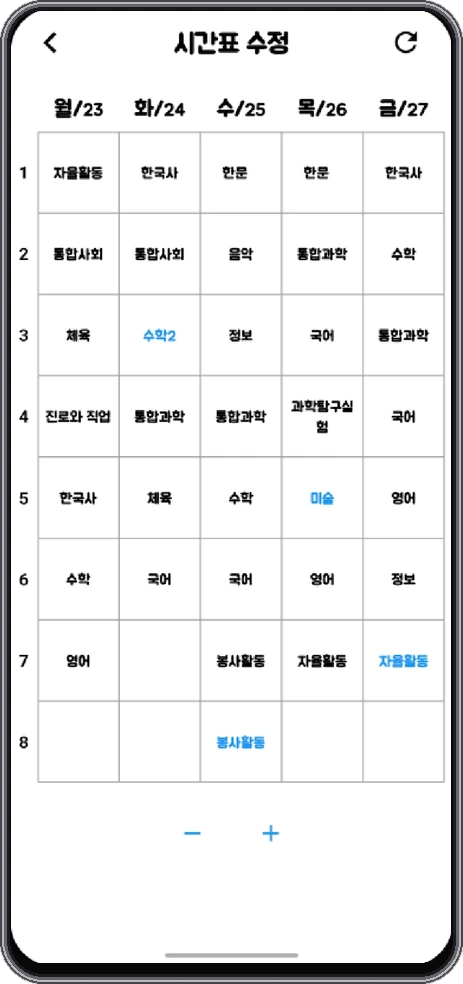 시간표 수정
월/23 화/24 수/25 목/26 금/27
1 자율활동 한국사 한문 한문 한국사
2 통합사회 통합사회 음악 통합과학 수학
3 체육 수학2 정보 국어 통합과학
4 진로와 직업 통합과학 통합과학 과학탐구실
험 국어
5 한국사 체육 수학 미술 영어
6 수학 국어 국어 영어 정보
7 영어 봉사활동 자율활동 자율활동
8 봉사활동
− +